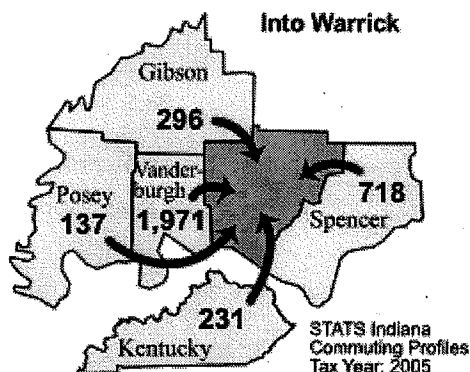 Into Warrick
Gibson
296
Vander-
burgh
1,971
Posey
137
718
Spencer
231
Kentucky
STATS Indiana
Commuting Profiles
Tax Year: 2005